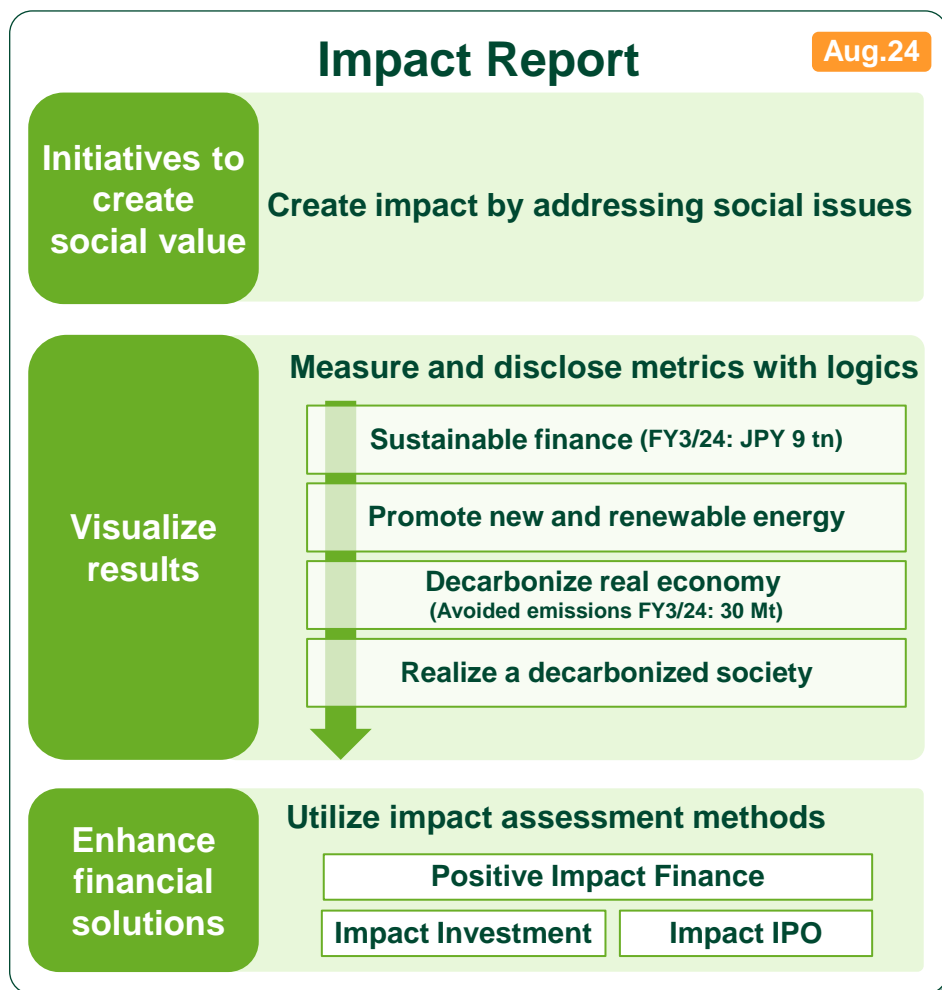 Impact Report
Aug.24
Initiatives to
create
social value
Create impact by addressing social issues
Visualize
results
Measure and disclose metrics with logics
Sustainable finance (FY3/24: JPY 9 tn)
Promote new and renewable energy
Decarbonize real economy
(Avoided emissions FY3/24: 30 Mt)
Realize a decarbonized society
Enhance
financial
solutions
Utilize impact assessment methods
Positive Impact Finance
Impact Investment
Impact IPO